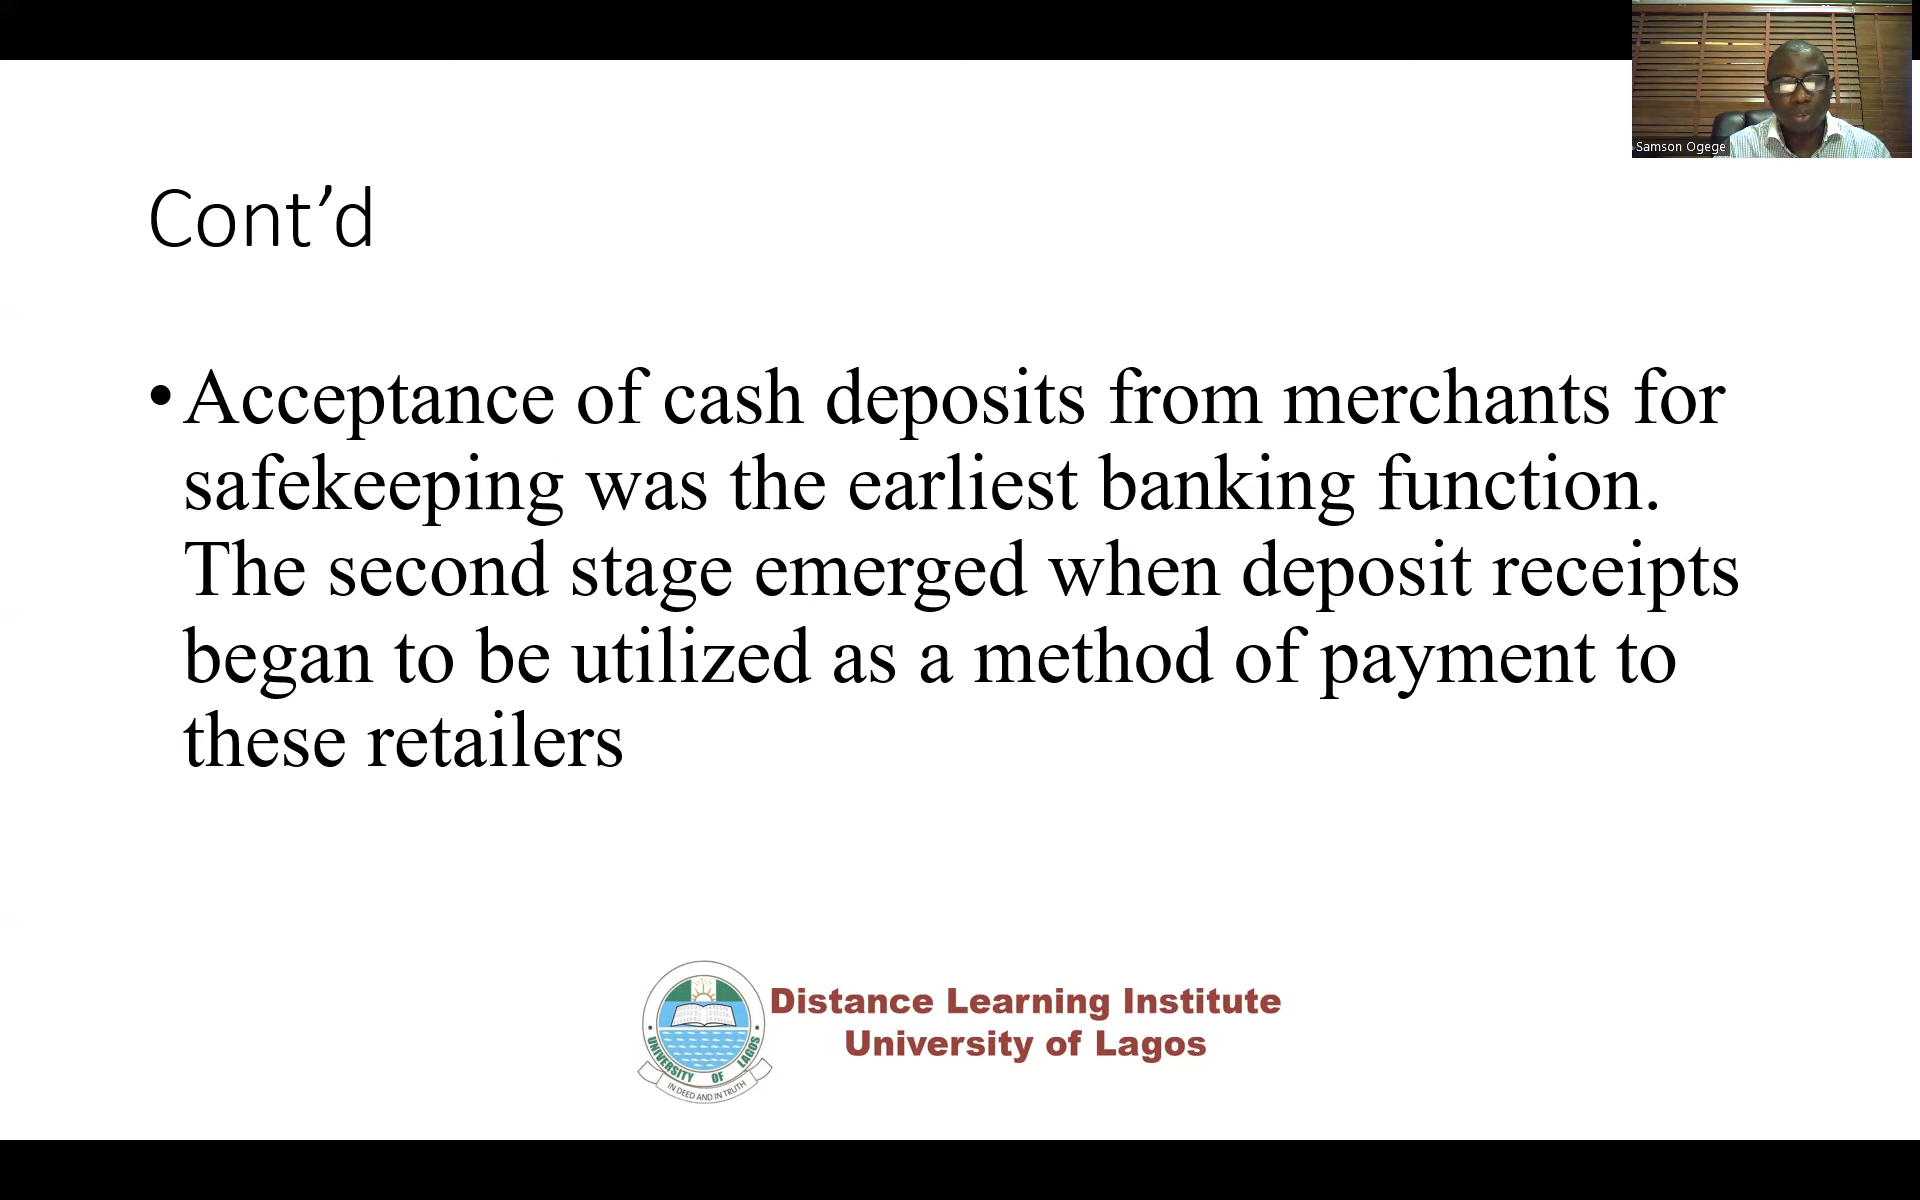 Samson Ogege
Cont’d
• Acceptance of cash deposits from merchants for
safekeeping was the earliest banking function.
The second stage emerged when deposit receipts
began to be utilized as a method of payment to
these retailers
UNIVERSITY OF LAGOS
IN DEED AND IN TRUTH
Distance Learning Institute
University of Lagos